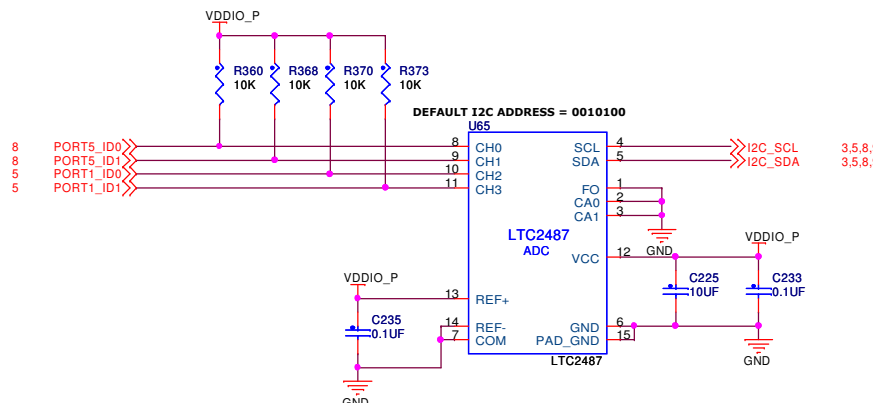 VDDIO_P
R360 R368 R370 R373
10K 10K 10K 10K
DEFAULT I2C ADDRESS = 0010100
U65
8 PORT5_ID0 8 CH0 SCL 4 I2C_SCL 3,5,8,
8 PORT5_ID1 9 CH1 SDA 5 I2C_SDA 3,5,8,
5 PORT1_ID0 10 CH2
5 PORT1_ID1 11 CH3 FO 1
CA0 2
CA1 3
LTC2487
ADC
GND
VDDIO_P
VCC 12
VDDIO_P
C225 C233
10UF 0.1UF
13 REF+
C235
0.1UF
14 REF- GND 6
7 COM PAD_GND 15
LTC2487
GND
GND